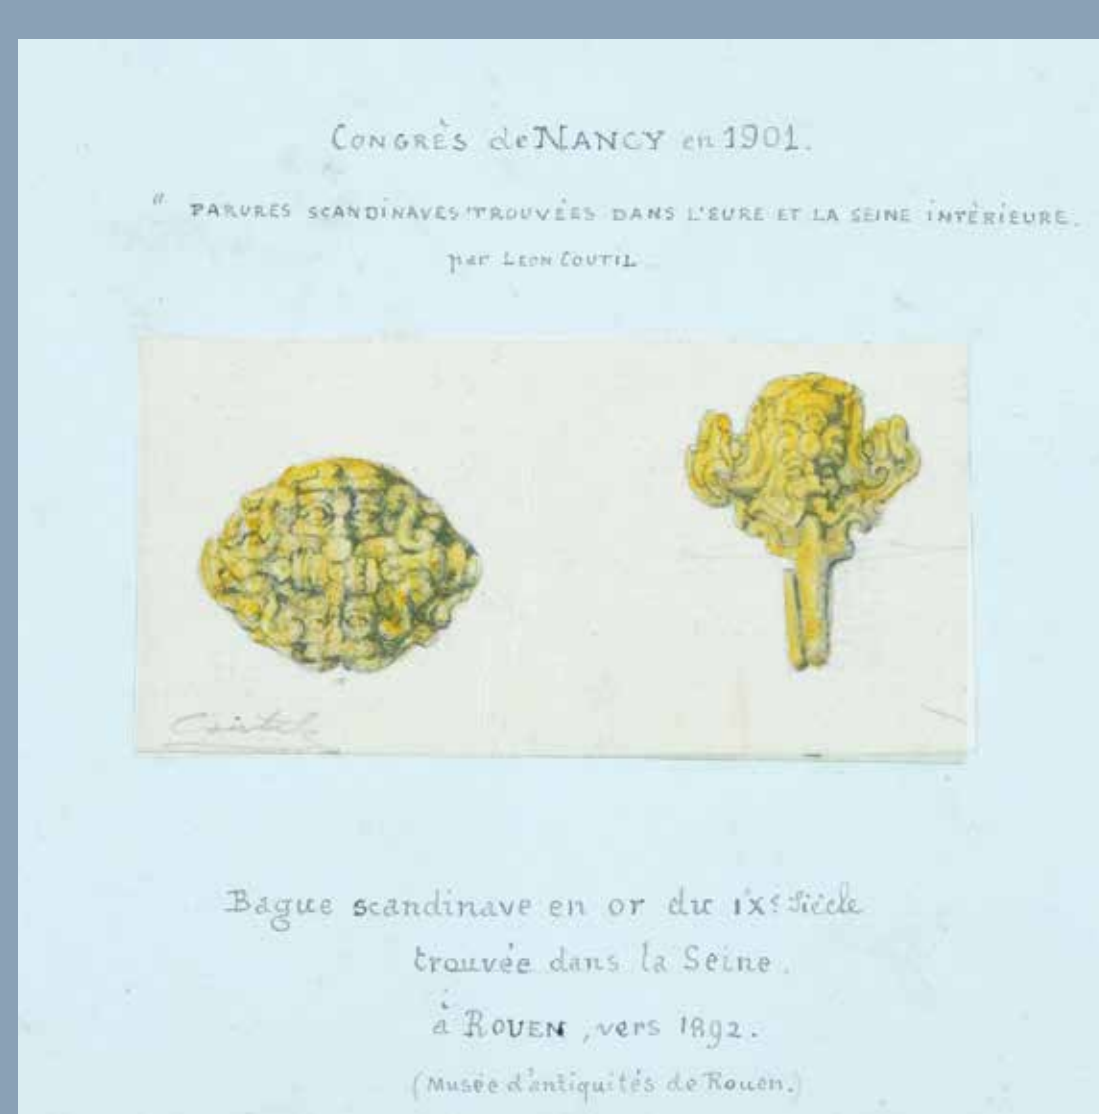 CONGRÈS de NANCY en 1901.
" PARURES SCANDINAVES TROUVÉES DANS L'EURE ET LA SEINE INFÉRIEURE.
par LEON COUTIL
Bague scandinave en or du IXe Siècle
trouvée dans la Seine.
à ROUEN, vers 1892.
(Musée d'antiquités de Rouen.)